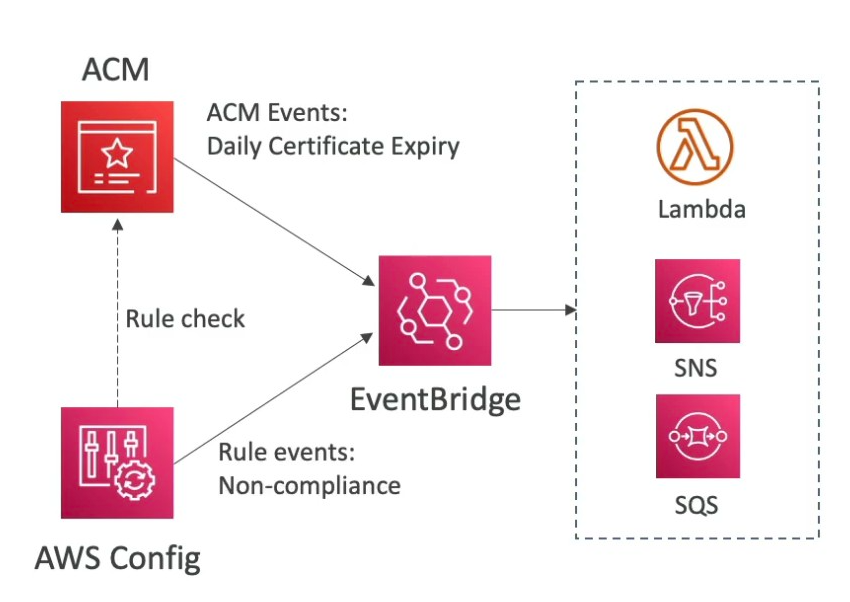 ACM
ACM Events:
Daily Certificate Expiry
Lambda
Rule check
SNS
EventBridge
Rule events:
Non-compliance
SQS
AWS Config